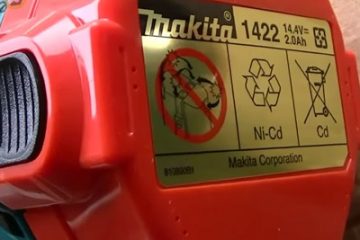 makita ® 1422 14,4V⎓
2.0Ah
Ni-Cd
Cd
Makita Corporation